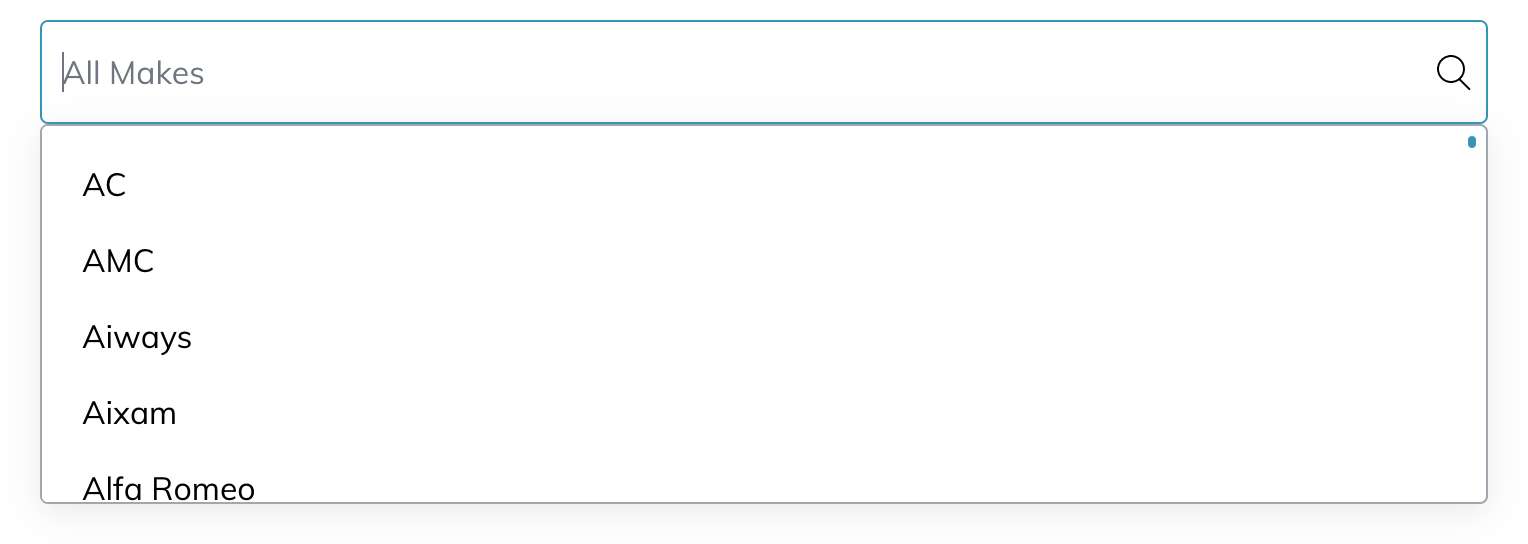 All Makes
AC
AMC
Aiways
Aixam
Alfa Romeo